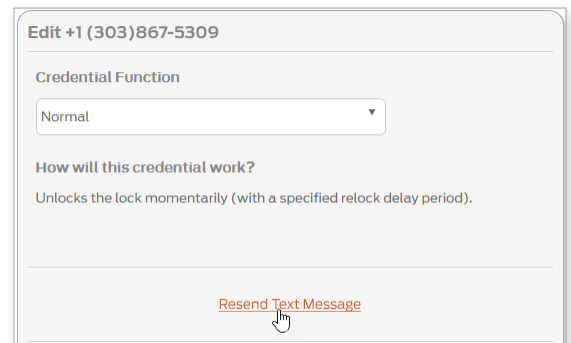 Edit +1 (303)867-5309
Credential Function
Normal
How will this credential work?
Unlocks the lock momentarily (with a specified relock delay period).
Resend Text Message